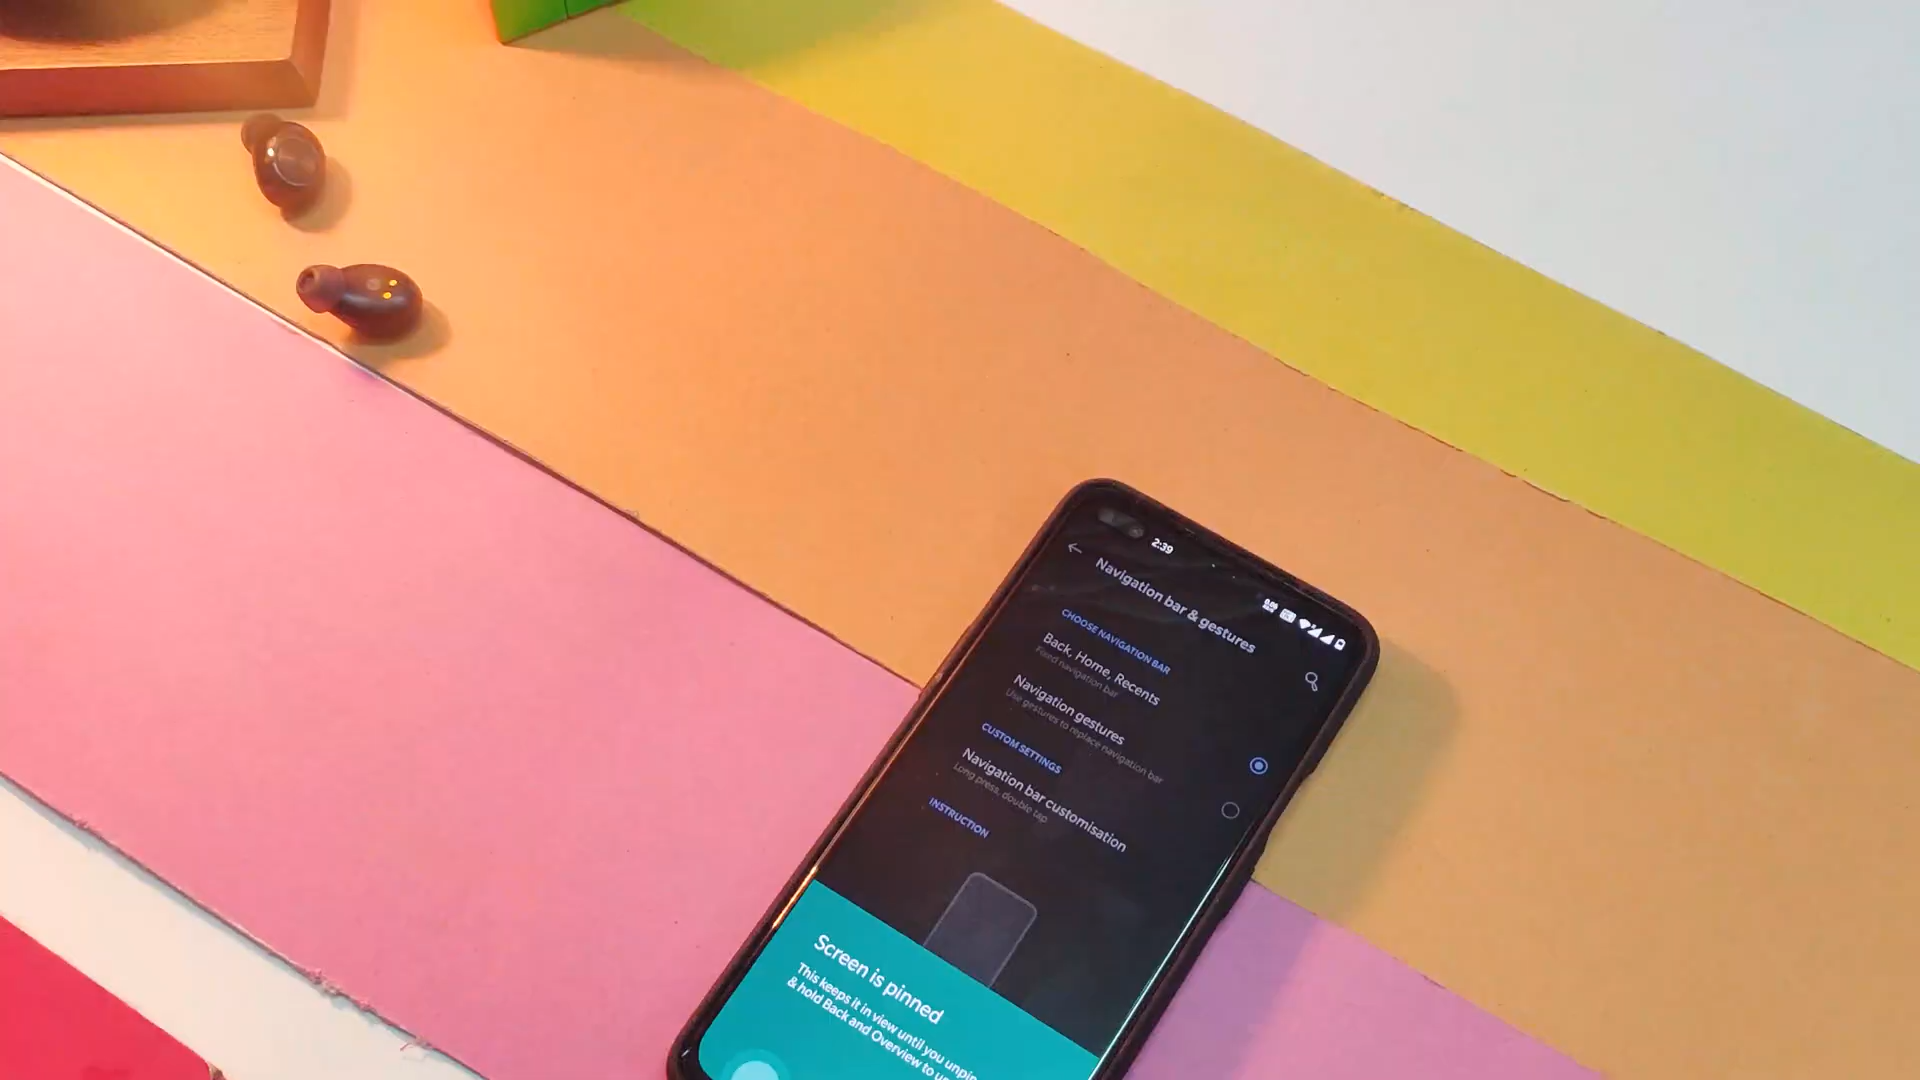 2:39
Navigation bar & gestures
CHOOSE NAVIGATION BAR
Back, Home, Recents
Fixed navigation bar
Navigation gestures
Use gestures to replace navigation bar
CUSTOM SETTINGS
Navigation bar customisation
Long press, double tap
INSTRUCTION
Screen is pinned
This keeps it in view until you unpin
& hold Back and Overview to